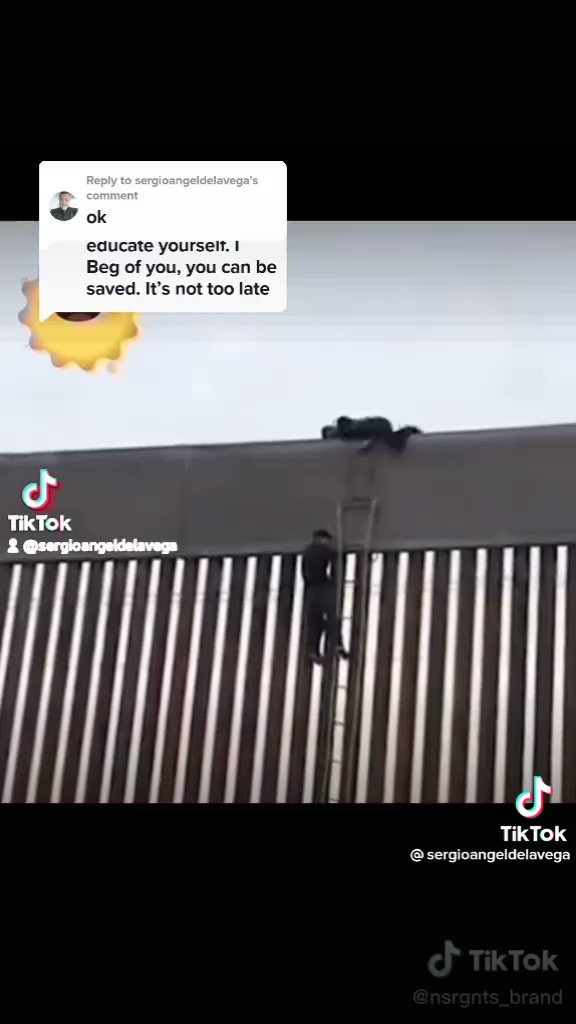 Reply to sergioangeldelavega's
comment
ok
educate yourself. I
Beg of you, you can be
saved. It's not too late
TikTok
@sergioangeldelavega
TikTok
@sergioangeldelavega
TikTok
@nsrgnts_brand